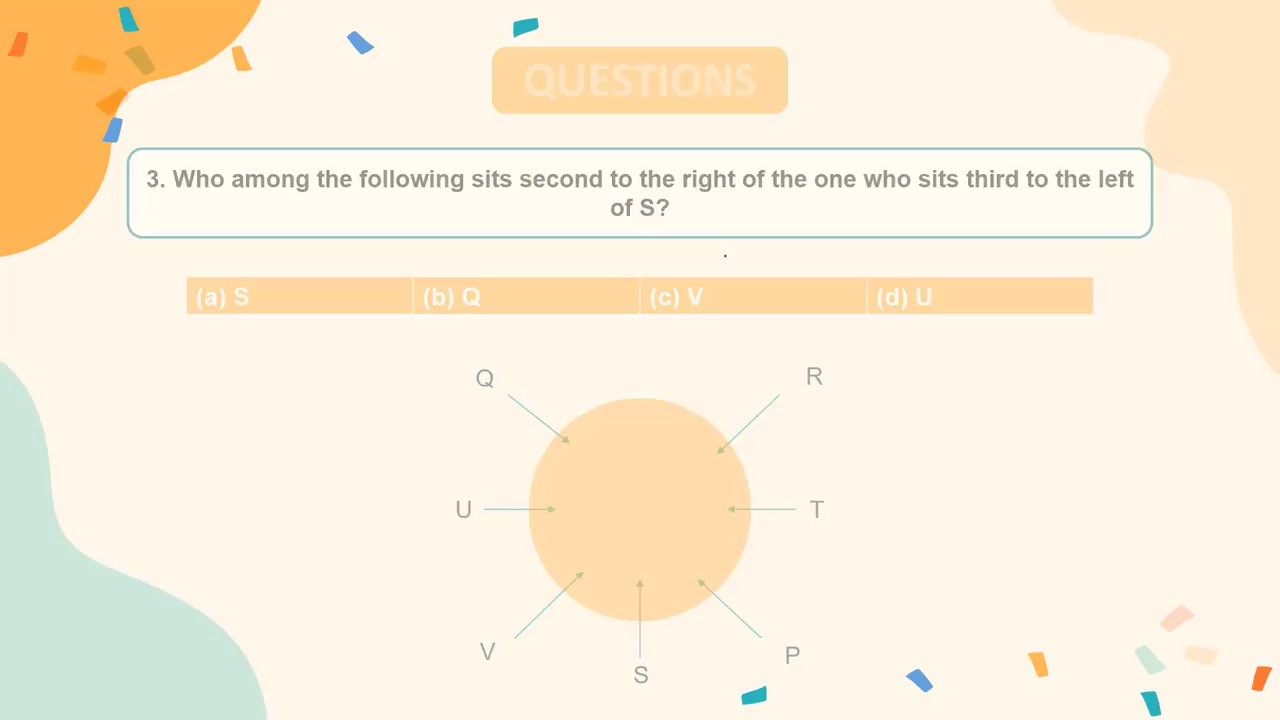 QUESTIONS
3. Who among the following sits second to the right of the one who sits third to the left
of S?
(a) S (b) Q (c) V (d) U
Q R
U T
V P
S